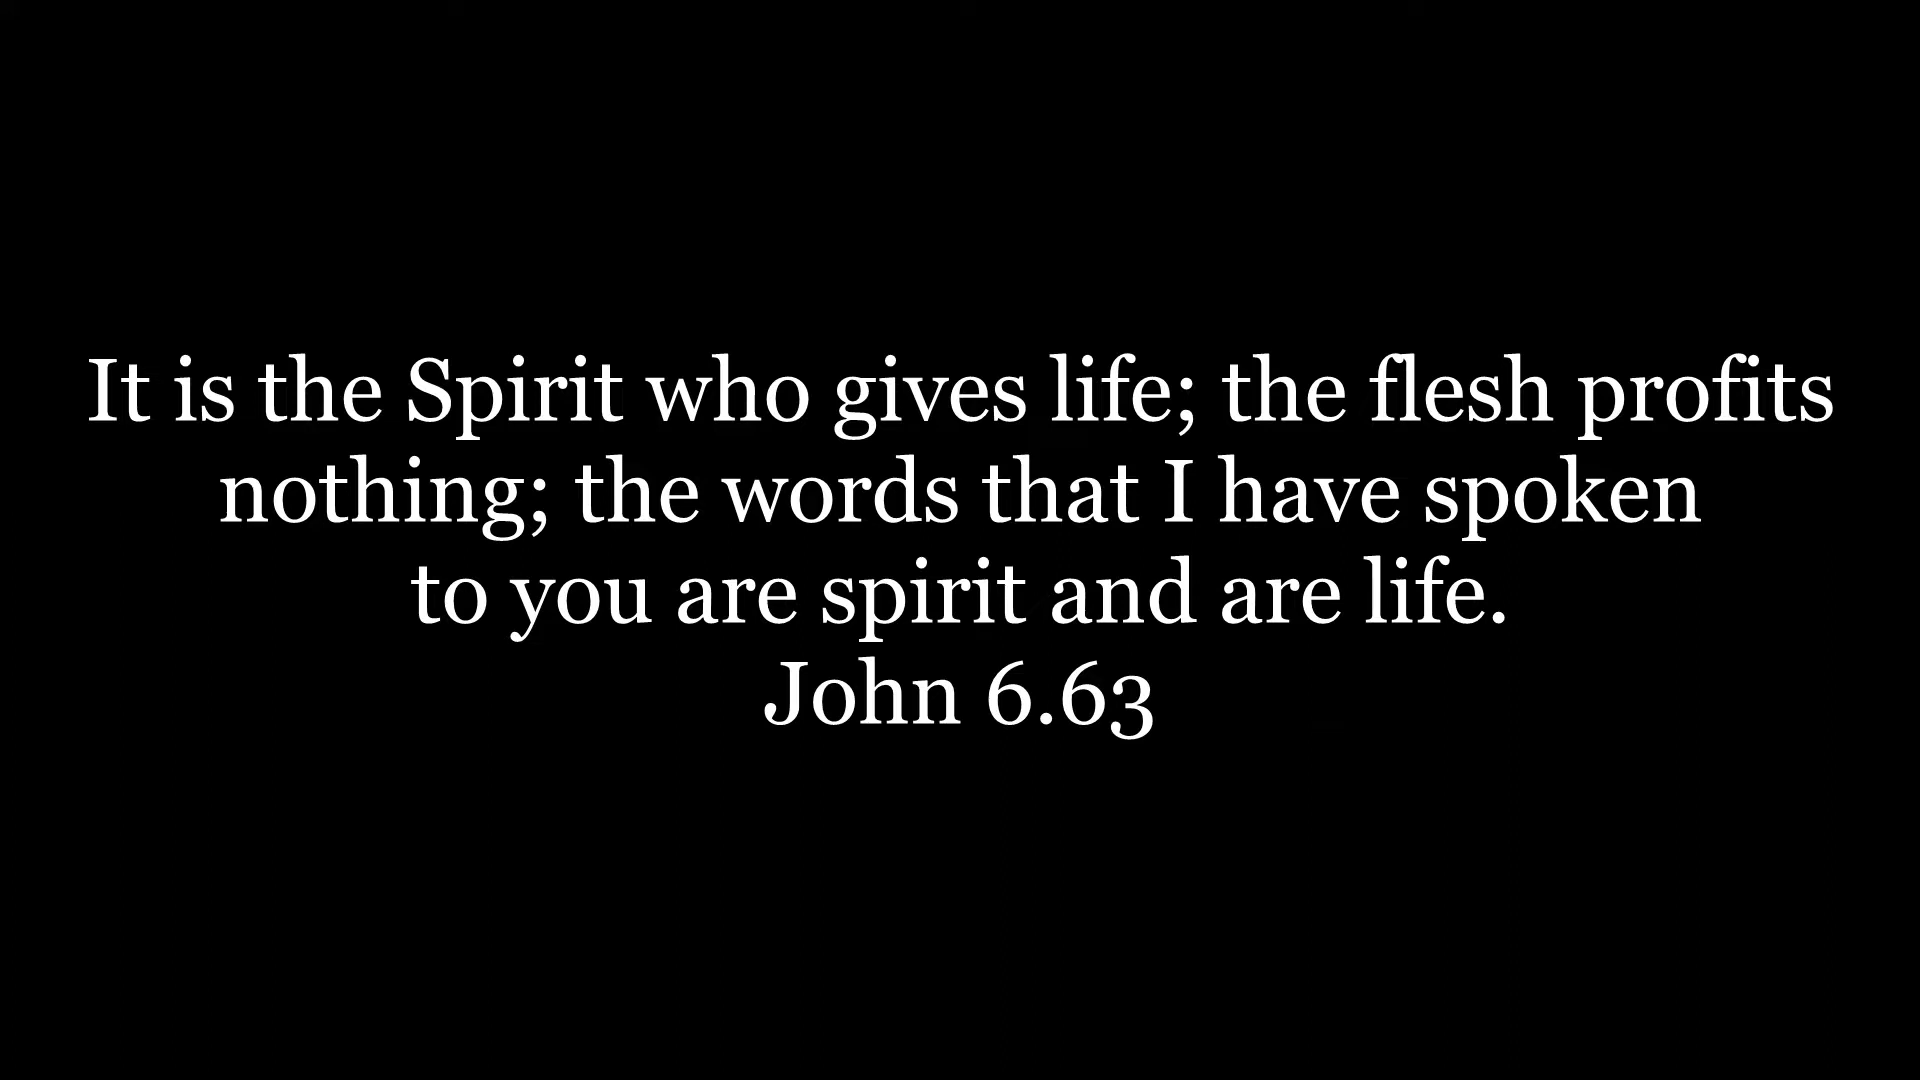 It is the Spirit who gives life; the flesh profits
nothing; the words that I have spoken
to you are spirit and are life.
John 6.63